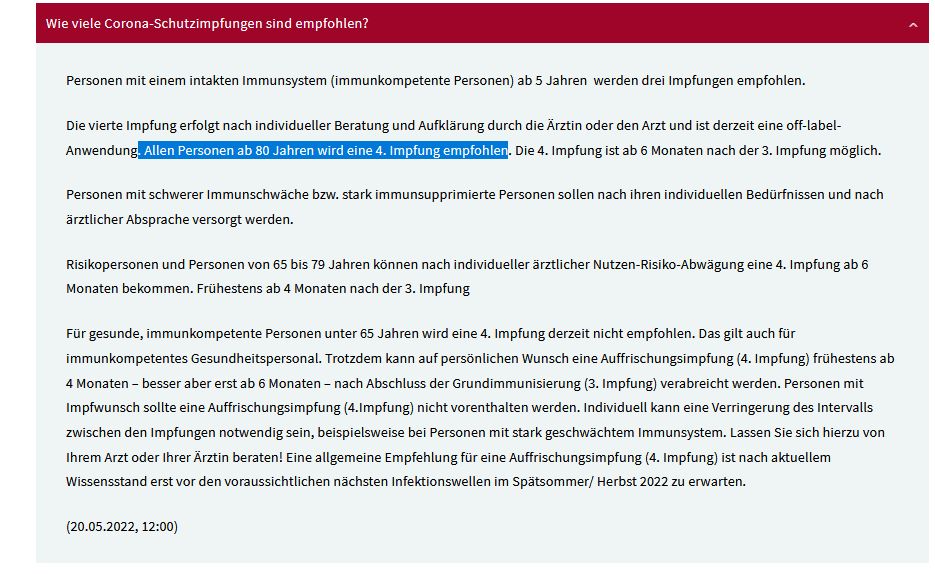 Wie viele Corona-Schutzimpfungen sind empfohlen?
Personen mit einem intakten Immunsystem (immunkompetente Personen) ab 5 Jahren  werden drei Impfungen empfohlen.
Die vierte Impfung erfolgt nach individueller Beratung und Aufklärung durch die Ärztin oder den Arzt und ist derzeit eine off-label-
Anwendung. Allen Personen ab 80 Jahren wird eine 4. Impfung empfohlen. Die 4. Impfung ist ab 6 Monaten nach der 3. Impfung möglich.
Personen mit schwerer Immunschwäche bzw. stark immunsupprimierte Personen sollen nach ihren individuellen Bedürfnissen und nach
ärztlicher Absprache versorgt werden.
Risikopersonen und Personen von 65 bis 79 Jahren können nach individueller ärztlicher Nutzen-Risiko-Abwägung eine 4. Impfung ab 6
Monaten bekommen. Frühestens ab 4 Monaten nach der 3. Impfung
Für gesunde, immunkompetente Personen unter 65 Jahren wird eine 4. Impfung derzeit nicht empfohlen. Das gilt auch für
immunkompetentes Gesundheitspersonal. Trotzdem kann auf persönlichen Wunsch eine Auffrischungsimpfung (4. Impfung) frühestens ab
4 Monaten – besser aber erst ab 6 Monaten – nach Abschluss der Grundimmunisierung (3. Impfung) verabreicht werden. Personen mit
Impfwunsch sollte eine Auffrischungsimpfung (4.Impfung) nicht vorenthalten werden. Individuell kann eine Verringerung des Intervalls
zwischen den Impfungen notwendig sein, beispielsweise bei Personen mit stark geschwächtem Immunsystem. Lassen Sie sich hierzu von
Ihrem Arzt oder Ihrer Ärztin beraten! Eine allgemeine Empfehlung für eine Auffrischungsimpfung (4. Impfung) ist nach aktuellem
Wissensstand erst vor den voraussichtlichen nächsten Infektionswellen im Spätsommer/ Herbst 2022 zu erwarten.
(20.05.2022, 12:00)